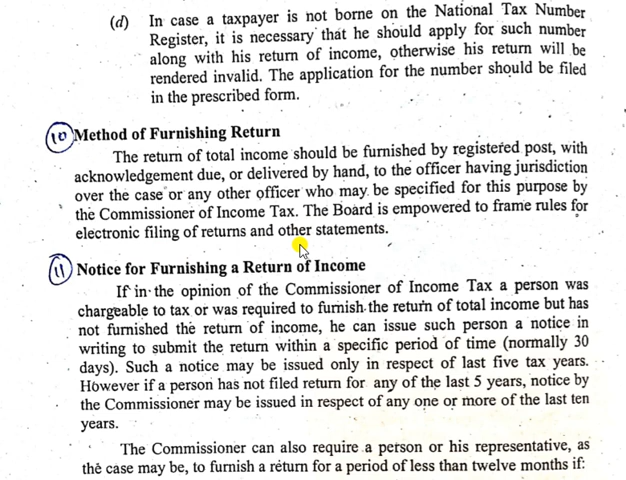 (d) In case a taxpayer is not borne on the National Tax Number
Register, it is necessary that he should apply for such number
along with his return of income, otherwise his return will be
rendered invalid. The application for the number should be filed
in the prescribed form.
10 Method of Furnishing Return
The return of total income should be furnished by registered post, with
acknowledgement due, or delivered by hand, to the officer having jurisdiction
over the case or any other officer who may be specified for this purpose by
the Commissioner of Income Tax. The Board is empowered to frame rules for
electronic filing of returns and other statements.
11 Notice for Furnishing a Return of Income
If in the opinion of the Commissioner of Income Tax a person was
chargeable to tax or was required to furnish the return of total income but has
not furnished the return of income, he can issue such person a notice in
writing to submit the return within a specific period of time (normally 30
days). Such a notice may be issued only in respect of last five tax years.
However if a person has not filed return for any of the last 5 years, notice by
the Commissioner may be issued in respect of any one or more of the last ten
years.
The Commissioner can also require a person or his representative, as
the case may be, to furnish a return for a period of less than twelve months if: